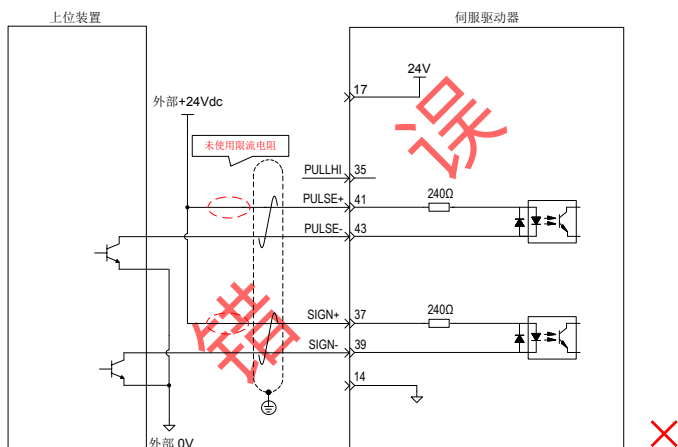 上位装置
伺服驱动器
24V
17
外部+24Vdc
未使用限流电阻
PULLHI
35
PULSE+
41
240Ω
PULSE-
43
SIGN+
37
240Ω
SIGN-
39
14
外部 0V
错误